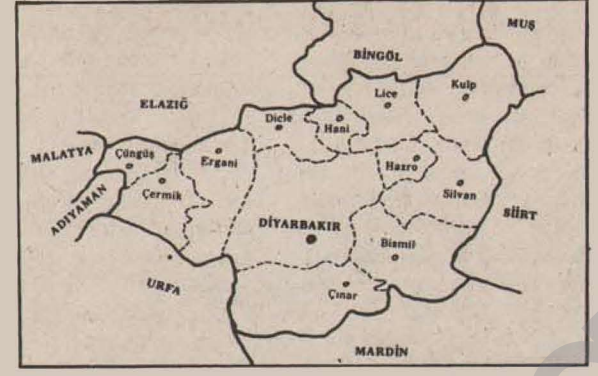 MUŞ
BİNGÖL
Kulp
Lice
ELAZIĞ
Dicle
Hani
MALATYA
Çüngüş
Ergani
Hazro
Çermik
Silvan
ADIYAMAN
SİİRT
DİYARBAKIR
Bismil
URFA
Çınar
MARDİN